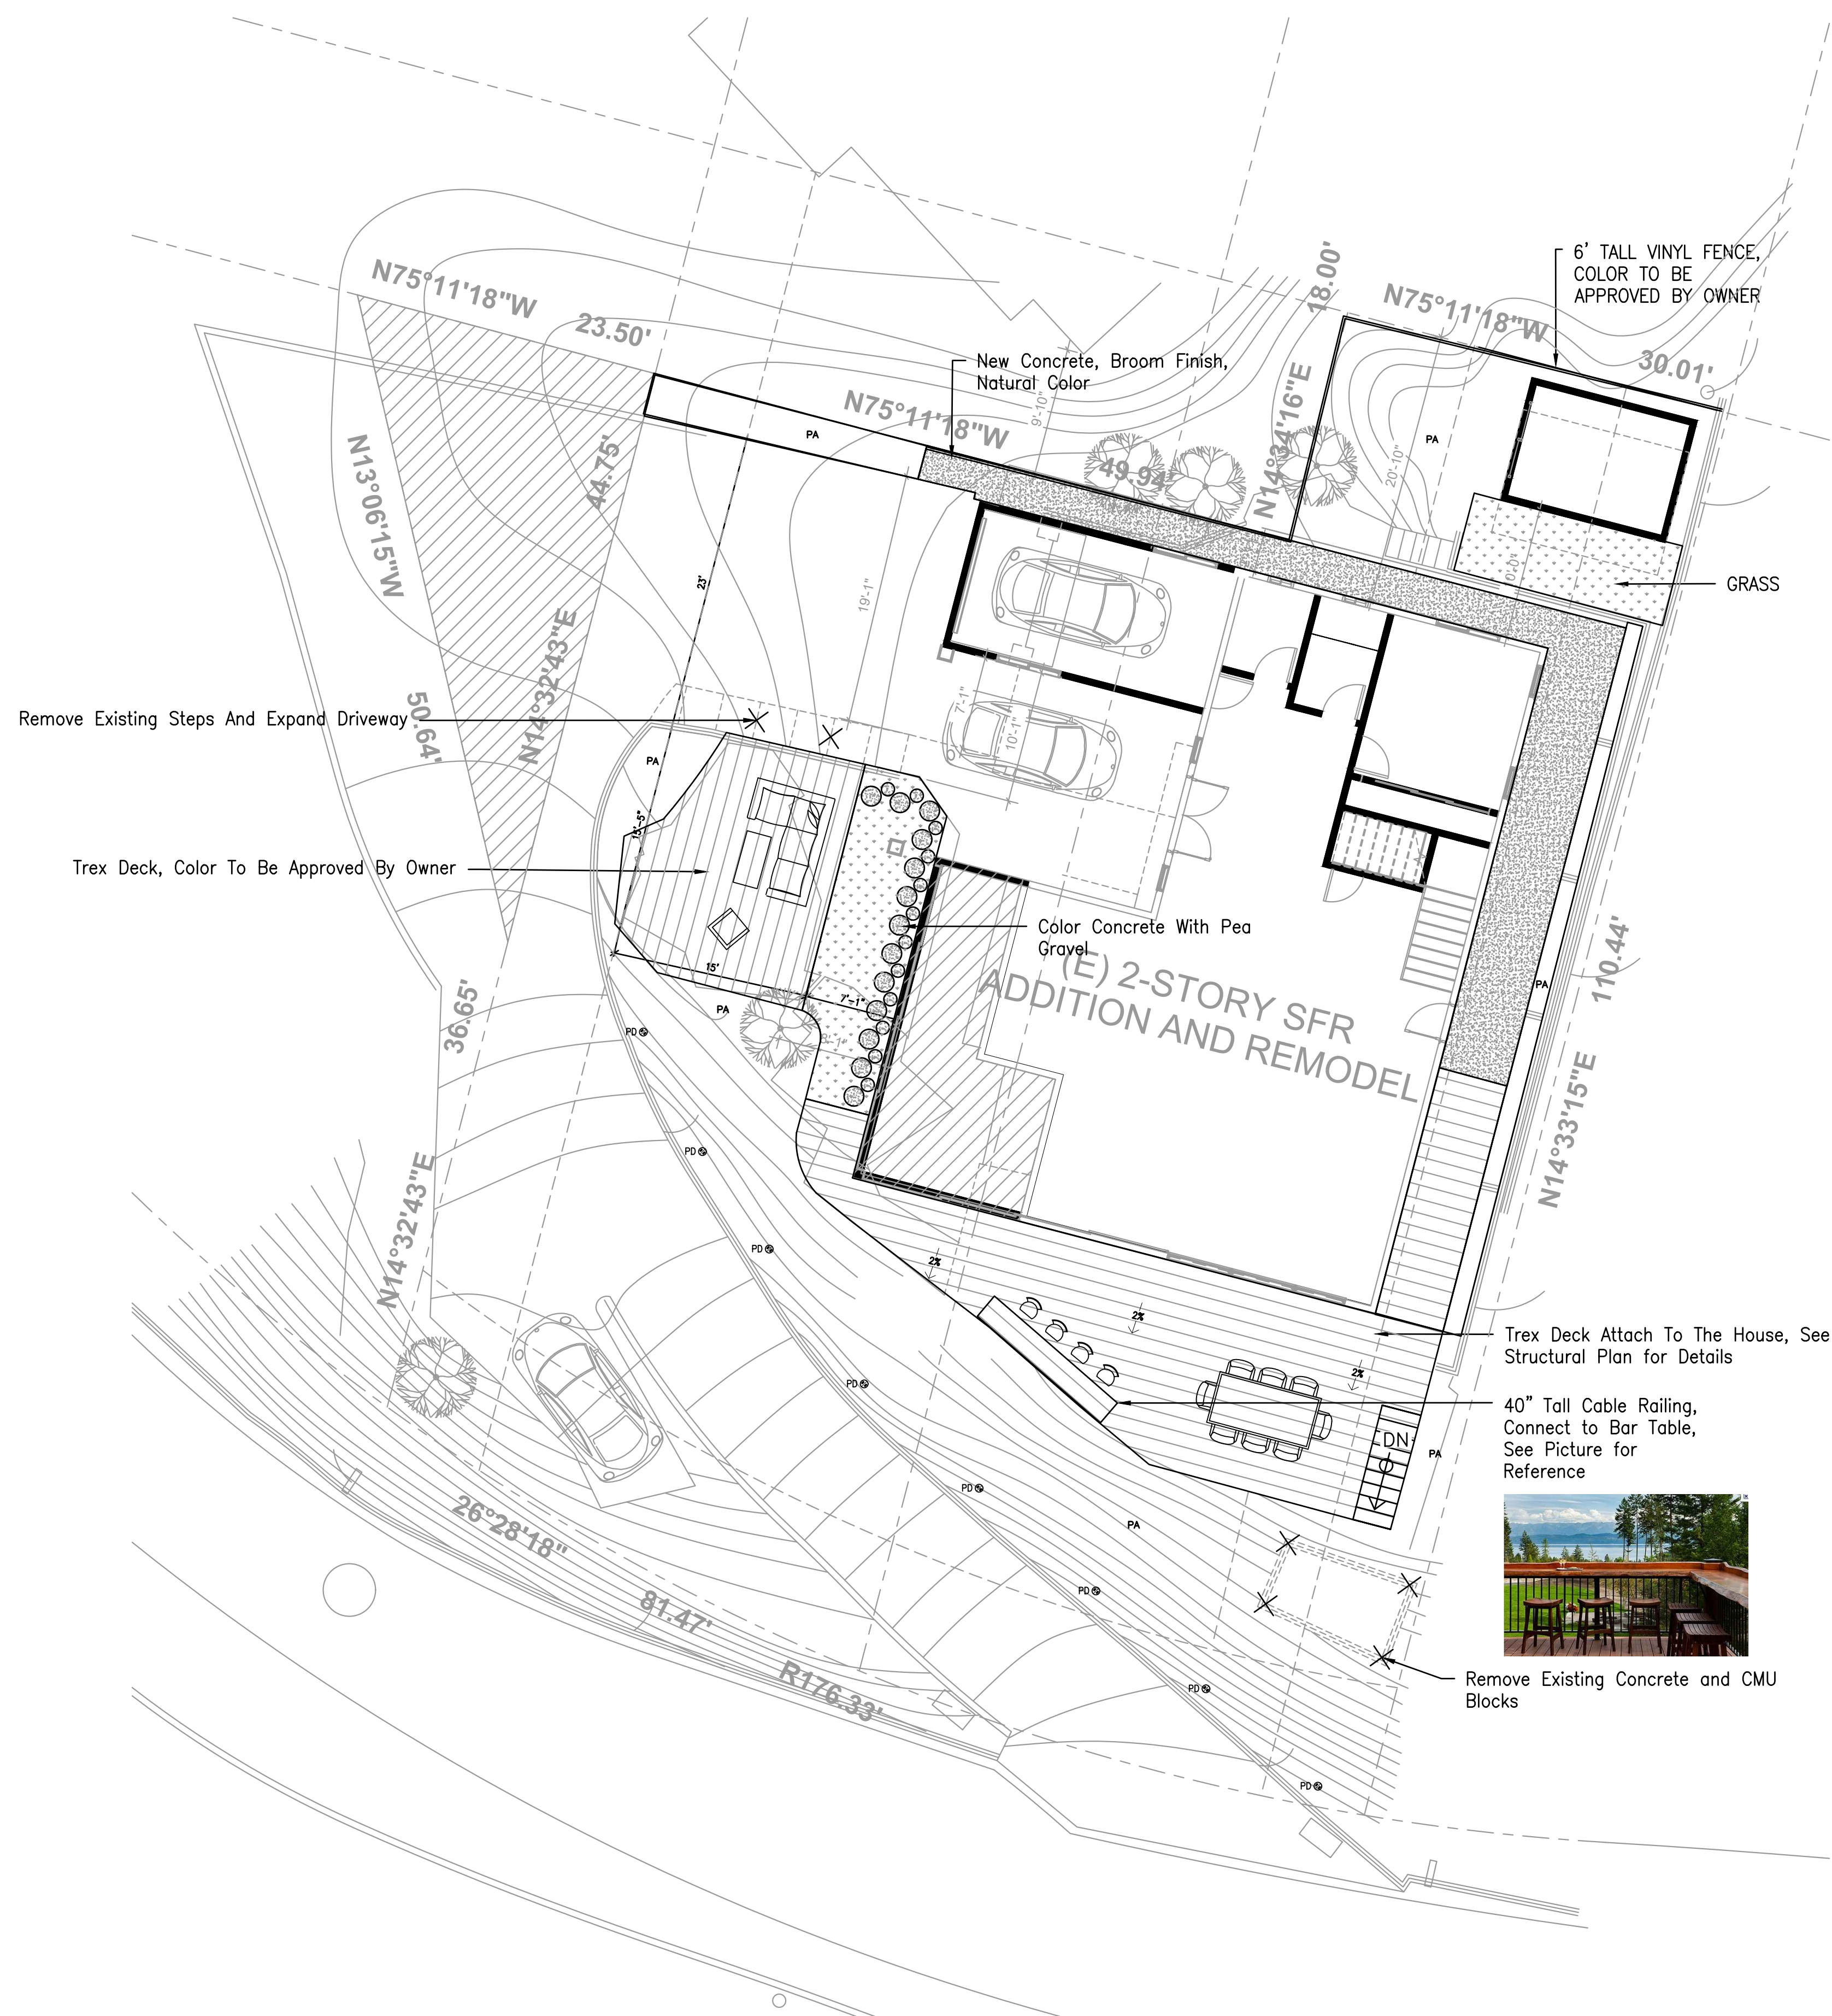 6' TALL VINYL FENCE,
COLOR TO BE
APPROVED BY OWNER
18.00'
N75°11'18"W
N75°11'18"W
23.50'
30.01'
New Concrete, Broom Finish,
Natural Color
9'-10"
N75°11'18"W
N14°34'16"E
PA
PA
20'-10"
49.94'
44.75'
N13°06'15"W
23'
19'-1"
GRASS
N14°32'43"E
7'-1"
10'-1"
Remove Existing Steps And Expand Driveway
50.64'
PA
15'-5"
Trex Deck, Color To Be Approved By Owner
Color Concrete With Pea
Gravel
(E) 2-STORY SFR
ADDITION AND REMODEL
110.44'
15'
7'-1"
PA
PA
36.65'
PD
N14°33'15"E
PD
N14°32'43"E
PD
2%
2%
2%
Trex Deck Attach To The House, See
Structural Plan for Details
PD
40" Tall Cable Railing,
Connect to Bar Table,
See Picture for
Reference
DN
PA
PD
26°28'18"
PA
PD
81.47'
R176.33'
PD
Remove Existing Concrete and CMU
Blocks
PD